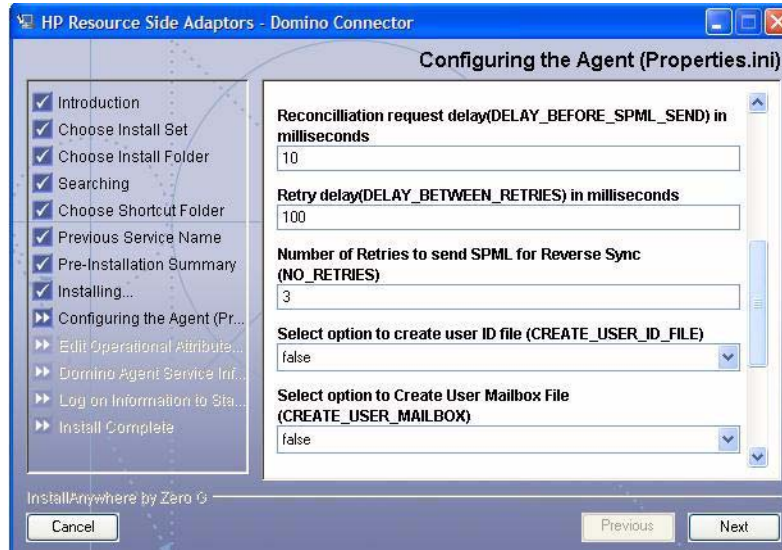 HP Resource Side Adaptors - Domino Connector
Configuring the Agent (Properties.ini)
Introduction
Choose Install Set
Choose Install Folder
Searching
Choose Shortcut Folder
Previous Service Name
Pre-Installation Summary
Installing...
Configuring the Agent (Pr...
Edit Operational Attribute...
Domino Agent Service Inf...
Log on Information to Sta...
Install Complete
Reconcilliation request delay(DELAY_BEFORE_SPML_SEND) in
milliseconds
10
Retry delay(DELAY_BETWEEN_RETRIES) in milliseconds
100
Number of Retries to send SPML for Reverse Sync
(NO_RETRIES)
3
Select option to create user ID file (CREATE_USER_ID_FILE)
false
Select option to Create User Mailbox File
(CREATE_USER_MAILBOX)
false
InstallAnywhere by Zero G
Cancel
Previous
Next